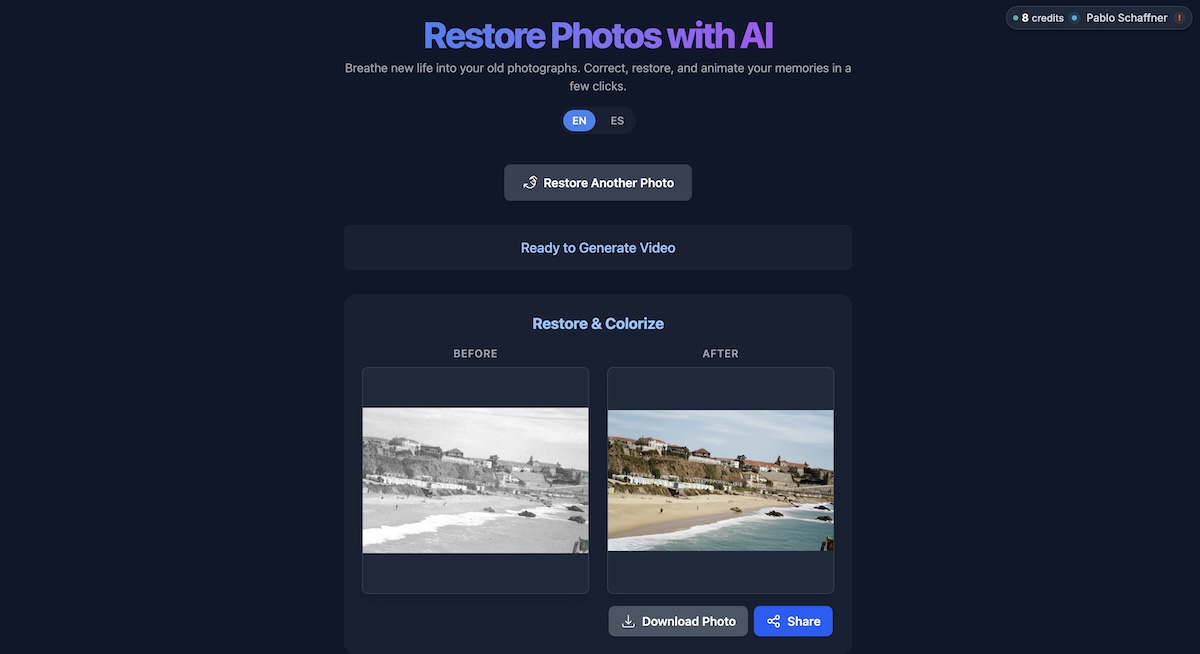 8 credits Pablo Schaffner !
Restore Photos with AI
Breathe new life into your old photographs. Correct, restore, and animate your memories in a
few clicks.
EN ES
Restore Another Photo
Ready to Generate Video
Restore & Colorize
BEFORE AFTER
Download Photo Share